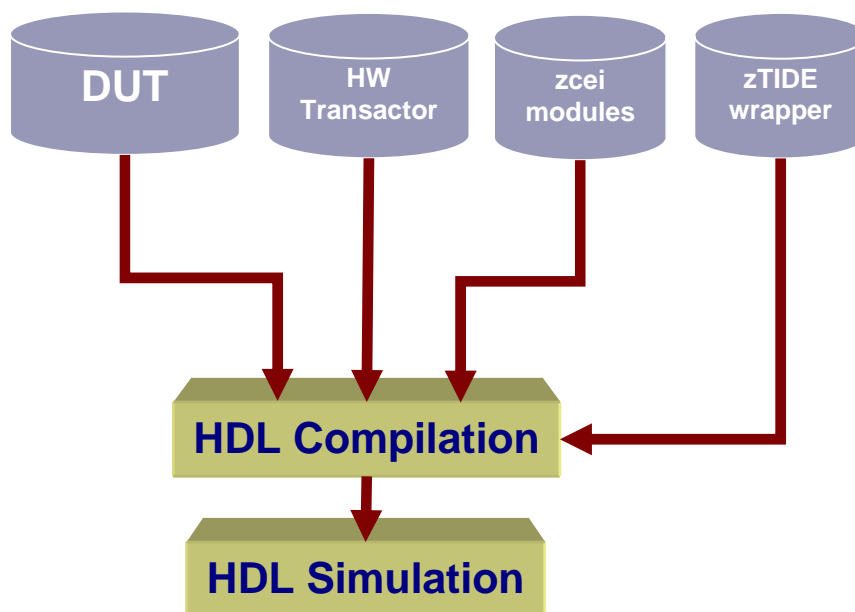 DUT
HW
Transactor
zcei
modules
zTIDE
wrapper
HDL Compilation
HDL Simulation